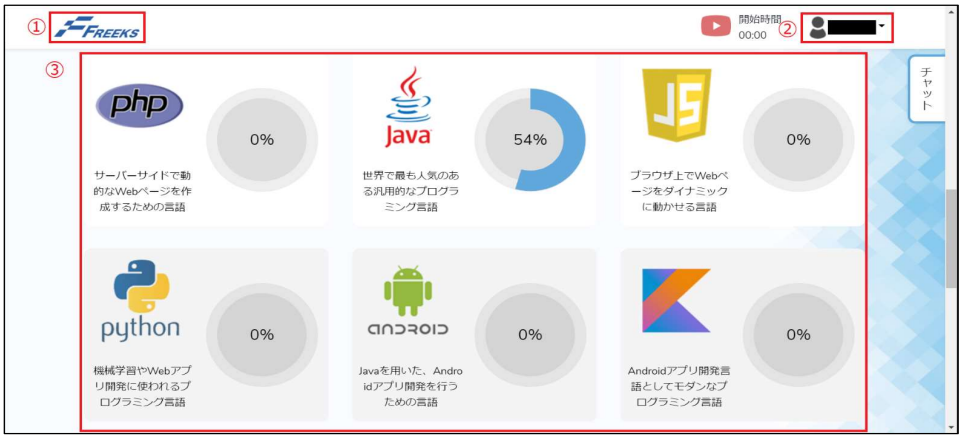 ①
FREEKS
開始時間
00:00
②
③
チャット
php
0%
サーバーサイドで動
的なWebページを作
成するための言語
Java
54%
世界で最も人気のあ
る汎用的なプログラ
ミング言語
JS
0%
ブラウザ上でWebペ
ージをダイナミック
に動かせる言語
python
0%
機械学習やWebアプ
リ開発に使われるプ
ログラミング言語
ANDROID
0%
Javaを用いた、Andro
idアプリ開発を行う
ための言語
0%
Androidアプリ開発言
語としてモダンなプ
ログラミング言語